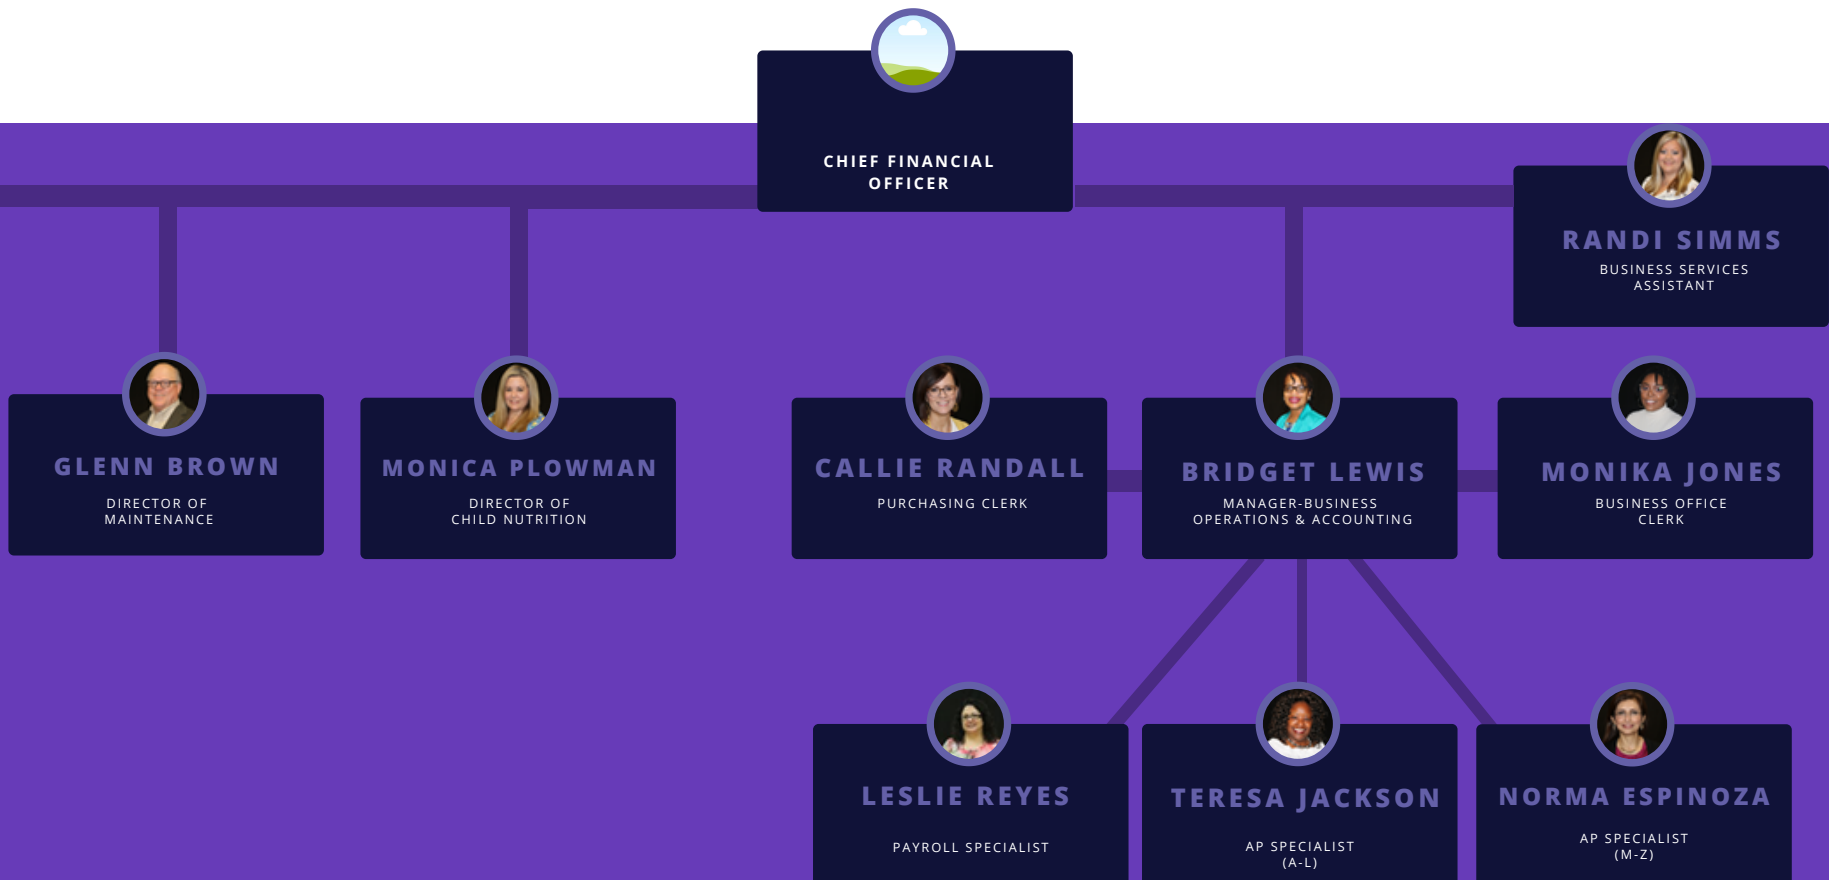 CHIEF FINANCIAL
OFFICER
RANDI SIMMS
BUSINESS SERVICES
ASSISTANT
GLENN BROWN
DIRECTOR OF
MAINTENANCE
MONICA PLOWMAN
DIRECTOR OF
CHILD NUTRITION
CALLIE RANDALL
PURCHASING CLERK
BRIDGET LEWIS
MANAGER-BUSINESS
OPERATIONS & ACCOUNTING
MONIKA JONES
BUSINESS OFFICE
CLERK
LESLIE REYES
PAYROLL SPECIALIST
TERESA JACKSON
AP SPECIALIST
(A-L)
NORMA ESPINOZA
AP SPECIALIST
(M-Z)